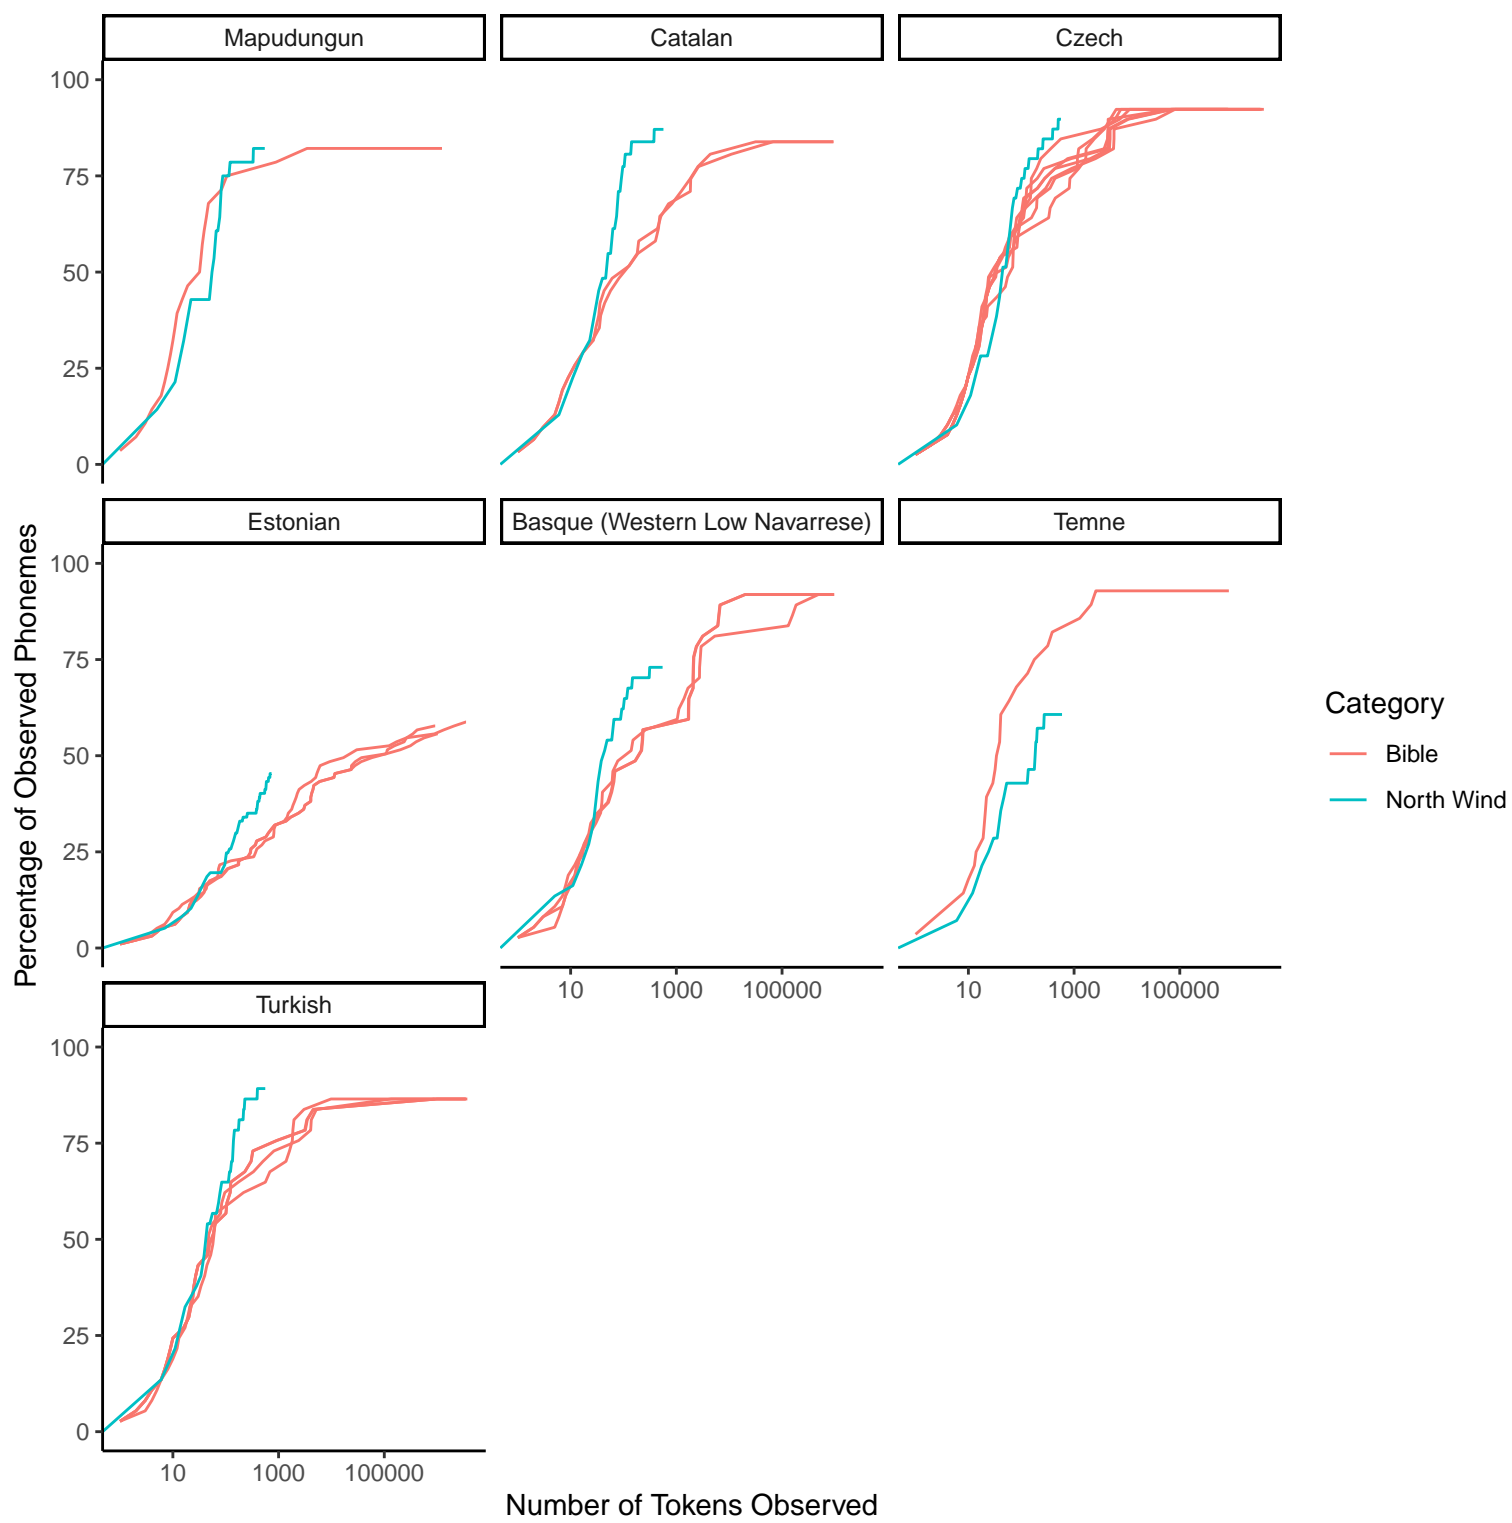 Mapudungun
Catalan
Czech
100
75
50
25
0
Estonian
Basque (Western Low Navarrese)
Temne
100
75
50
25
0
10
1000
100000
10
1000
100000
Turkish
100
75
50
25
0
10
1000
100000
Percentage of Observed Phonemes
Number of Tokens Observed
Category
Bible
North Wind